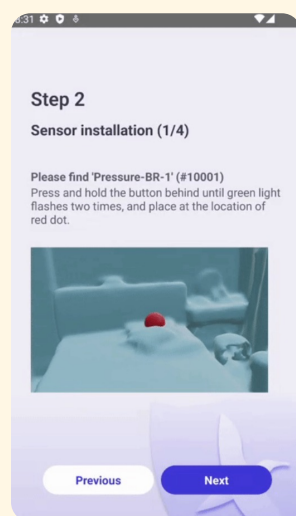 8:31
Step 2
Sensor installation (1/4)
Please find 'Pressure-BR-1' (#10001)
Press and hold the button behind until green light
flashes two times, and place at the location of
red dot.
Previous
Next